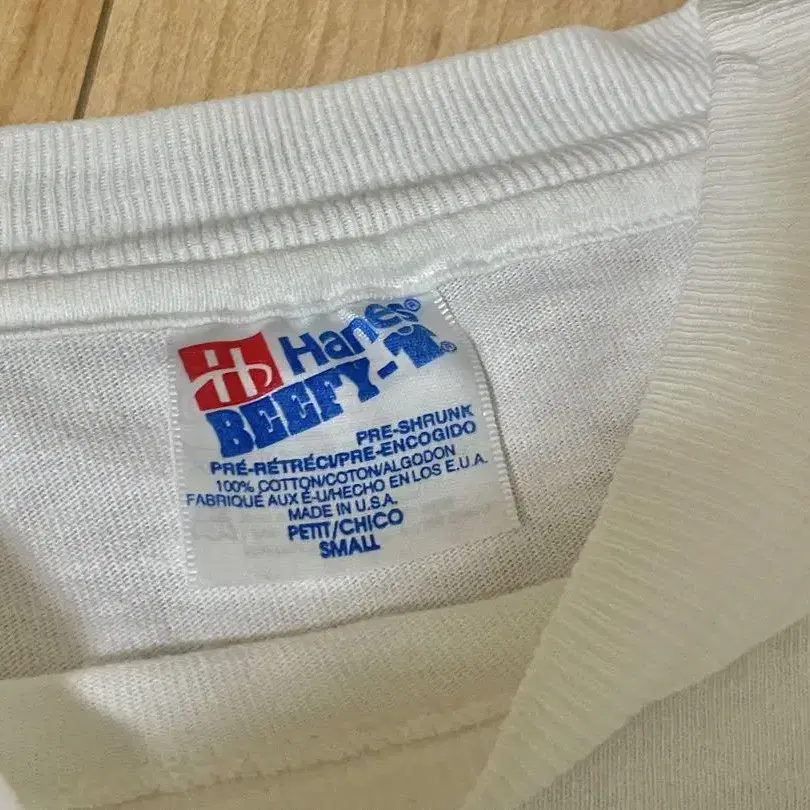 H Hanes®
BEEFY-T®
PRE-SHRUNK
PRÉ-RÉTRÉCI/PRE-ENCOGIDO
100% COTTON/COTON/ALGODON
FABRIQUÉ AUX É-U/HECHO EN LOS E.U.A.
MADE IN U.S.A.
PETIT/CHICO
SMALL